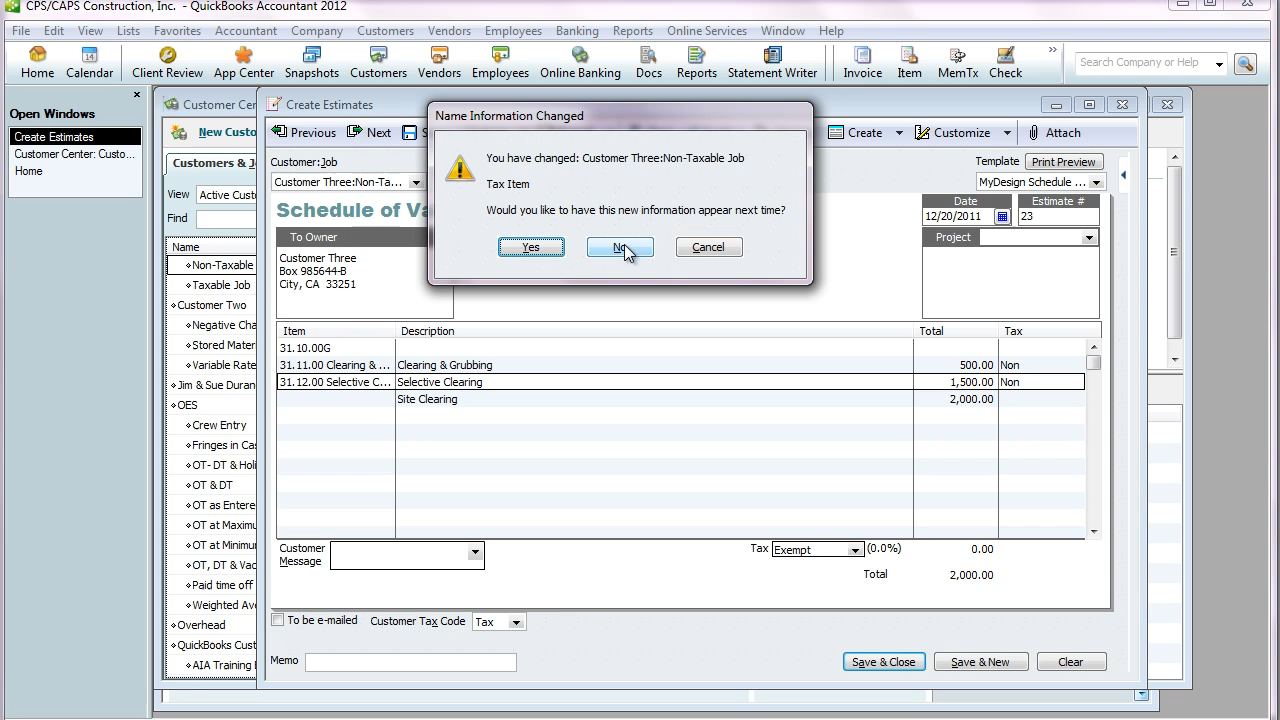 CPS/CAPS Construction, Inc. - QuickBooks Accountant 2012
File Edit View Lists Favorites Accountant Company Customers Vendors Employees Banking Reports Online Services Window Help
Home Calendar Client Review App Center Snapshots Customers Vendors Employees Online Banking Docs Reports Statement Writer Invoice Item MemTx Check Search Company or Help
Open Windows
Create Estimates
Customer Center: Custo...
Home
Customer Cen
New Custo
Customers & J
View Active Cus
Find
Name
Non-Taxable
Taxable Job
Customer Two
Negative Cha
Stored Mater
Variable Rate
Jim & Sue Duran
OES
Crew Entry
Fringes in Cas
OT- DT & Holi
OT & DT
OT as Entere
OT at Maximu
OT at Minimu
OT, DT & Vac
Paid time off
Weighted Ave
Overhead
QuickBooks Cust
AIA Training
Create Estimates
Previous Next S Create Customize Attach
Customer:Job
Customer Three:Non-Ta...
Template Print Preview
MyDesign Schedule ...
Schedule of Va
Date Estimate #
12/20/2011 23
To Owner
Project
Customer Three
Box 985644-B
City, CA 33251
Name Information Changed
You have changed: Customer Three:Non-Taxable Job
Tax Item
Would you like to have this new information appear next time?
Yes No Cancel
Item Description Total Tax
31.10.00G
31.11.00 Clearing & ... Clearing & Grubbing 500.00 Non
31.12.00 Selective C... Selective Clearing 1,500.00 Non
Site Clearing 2,000.00
Customer Message
Tax Exempt (0.0%) 0.00
Total 2,000.00
To be e-mailed Customer Tax Code Tax
Memo
Save & Close Save & New Clear